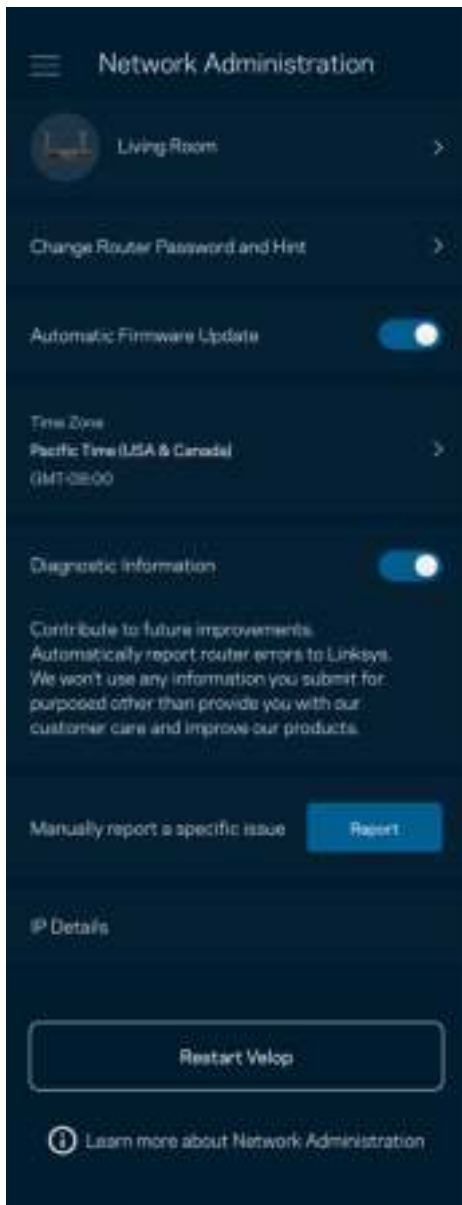 Network Administration
Living Room
Change Router Password and Hint
Automatic Firmware Update
Time Zone
Pacific Time (USA & Canada)
GMT-08:00
Diagnostic Information
Contribute to future improvements.
Automatically report router errors to Linksys.
We won't use any information you submit for
purposed other than provide you with our
customer care and improve our products.
Manually report a specific issue
Report
IP Details
Restart Velop
Learn more about Network Administration